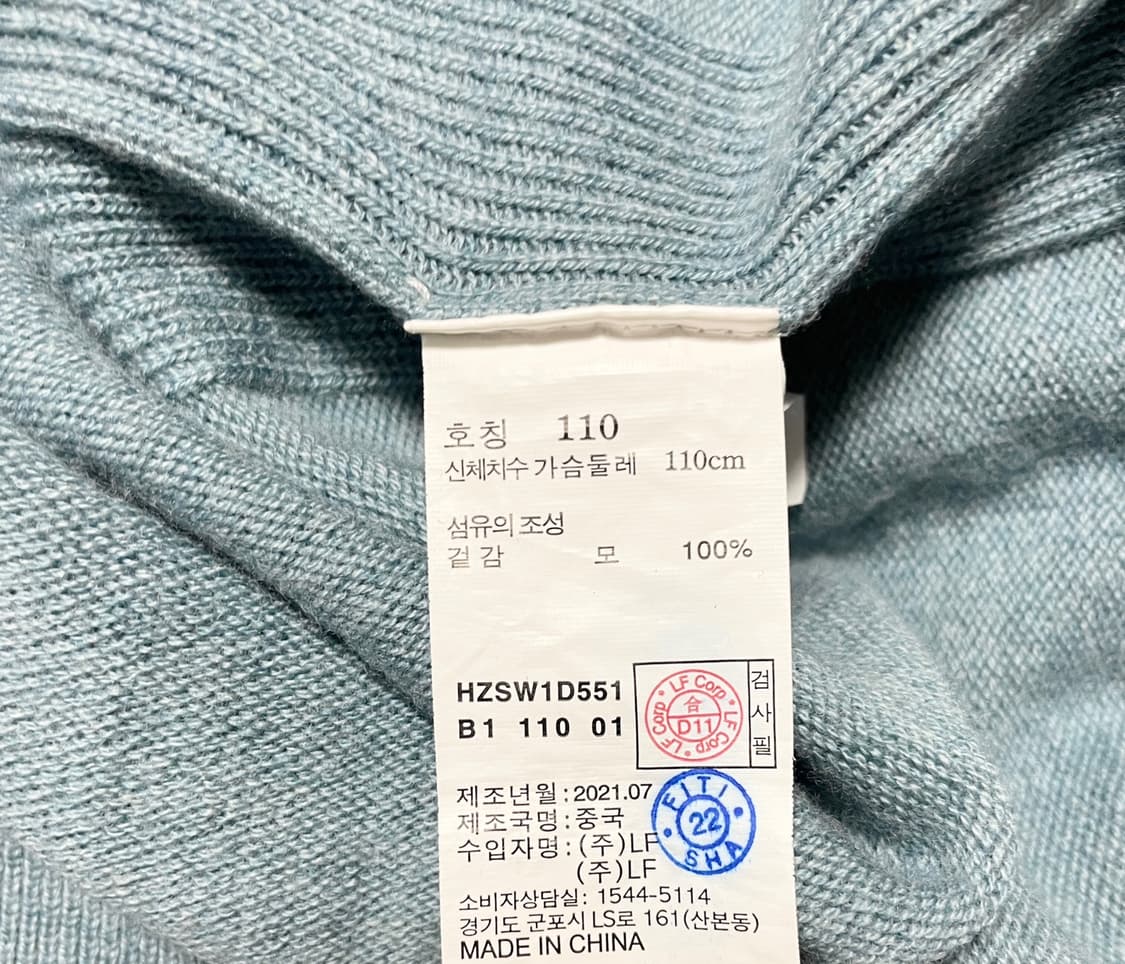 호칭 110
신체치수 가슴둘레 110cm
섬유의 조성
겉감 모 100%
HZSW1D551
B1 110 01
LF Corp • LF Corp • LF Corp • LF Corp
合
D11
검사필
제조년월 : 2021.07
제조국명 : 중국
수입자명 : (주)LF
(주)LF
FITI
22
SHA
소비자상담실: 1544-5114
경기도 군포시 LS로 161(산본동)
MADE IN CHINA